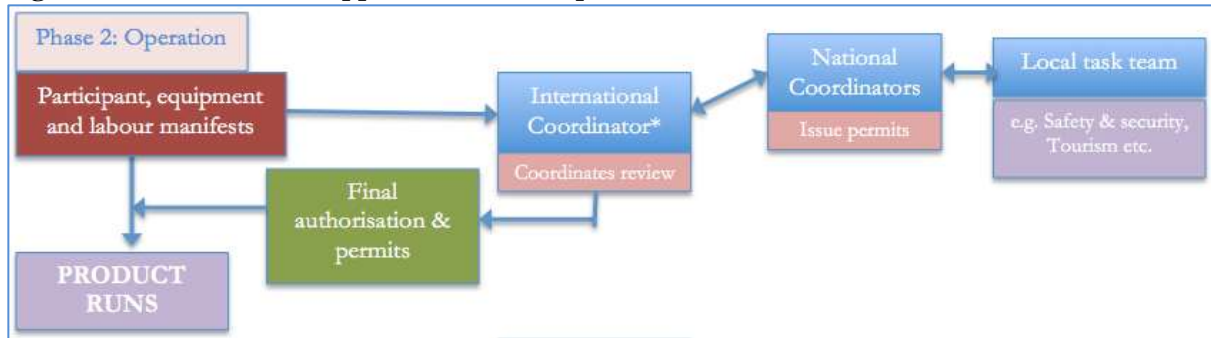 Phase 2: Operation
Participant, equipment
and labour manifests
International
Coordinator*
Coordinates review
National
Coordinators
Issue permits
Local task team
e.g. Safety & security,
Tourism etc.
Final
authorisation &
permits
PRODUCT
RUNS